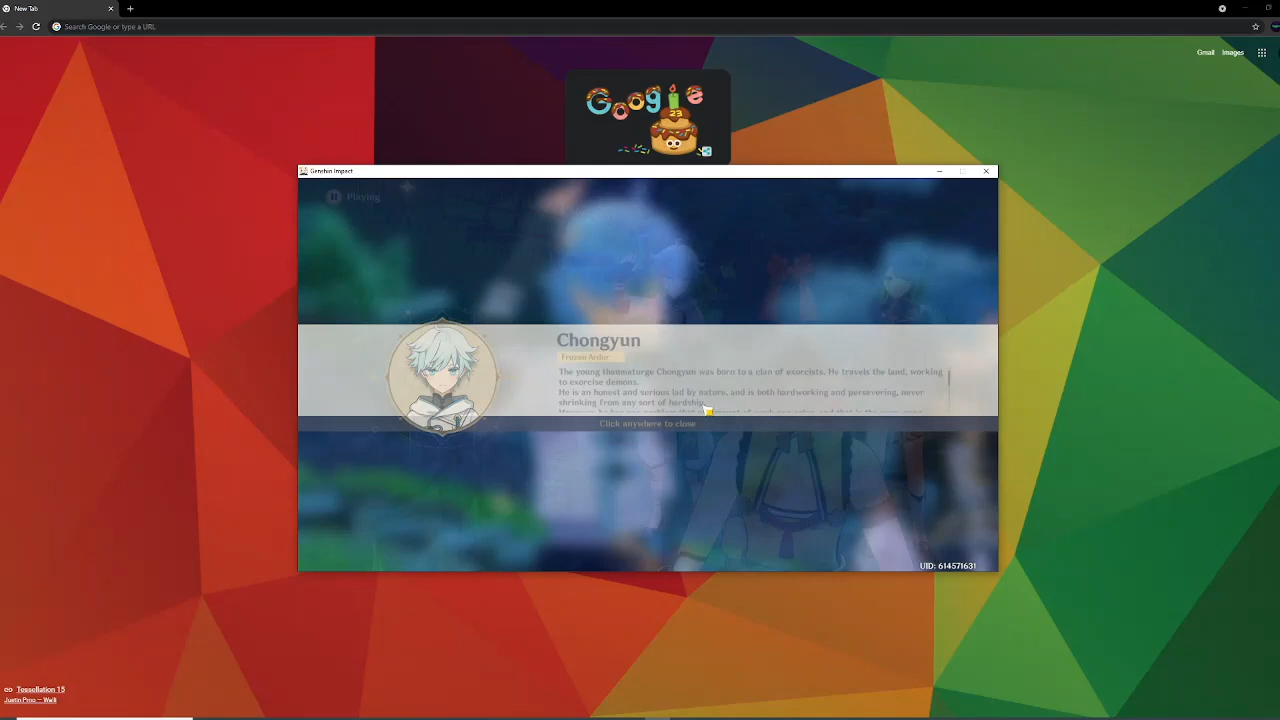 New Tab
Search Google or type a URL
Gmail Images
Google
23
Genshin Impact
Playing
Chongyun
Frozen Ardor
The young thaumaturge Chongyun was born to a clan of exorcists. He travels the land, working
to exorcise demons.
He is an honest and serious lad by nature, and is both hardworking and persevering, never
shrinking from any sort of hardship.
Click anywhere to close
UID: 614571631
Tessellation 15
Justin Prno — Walli